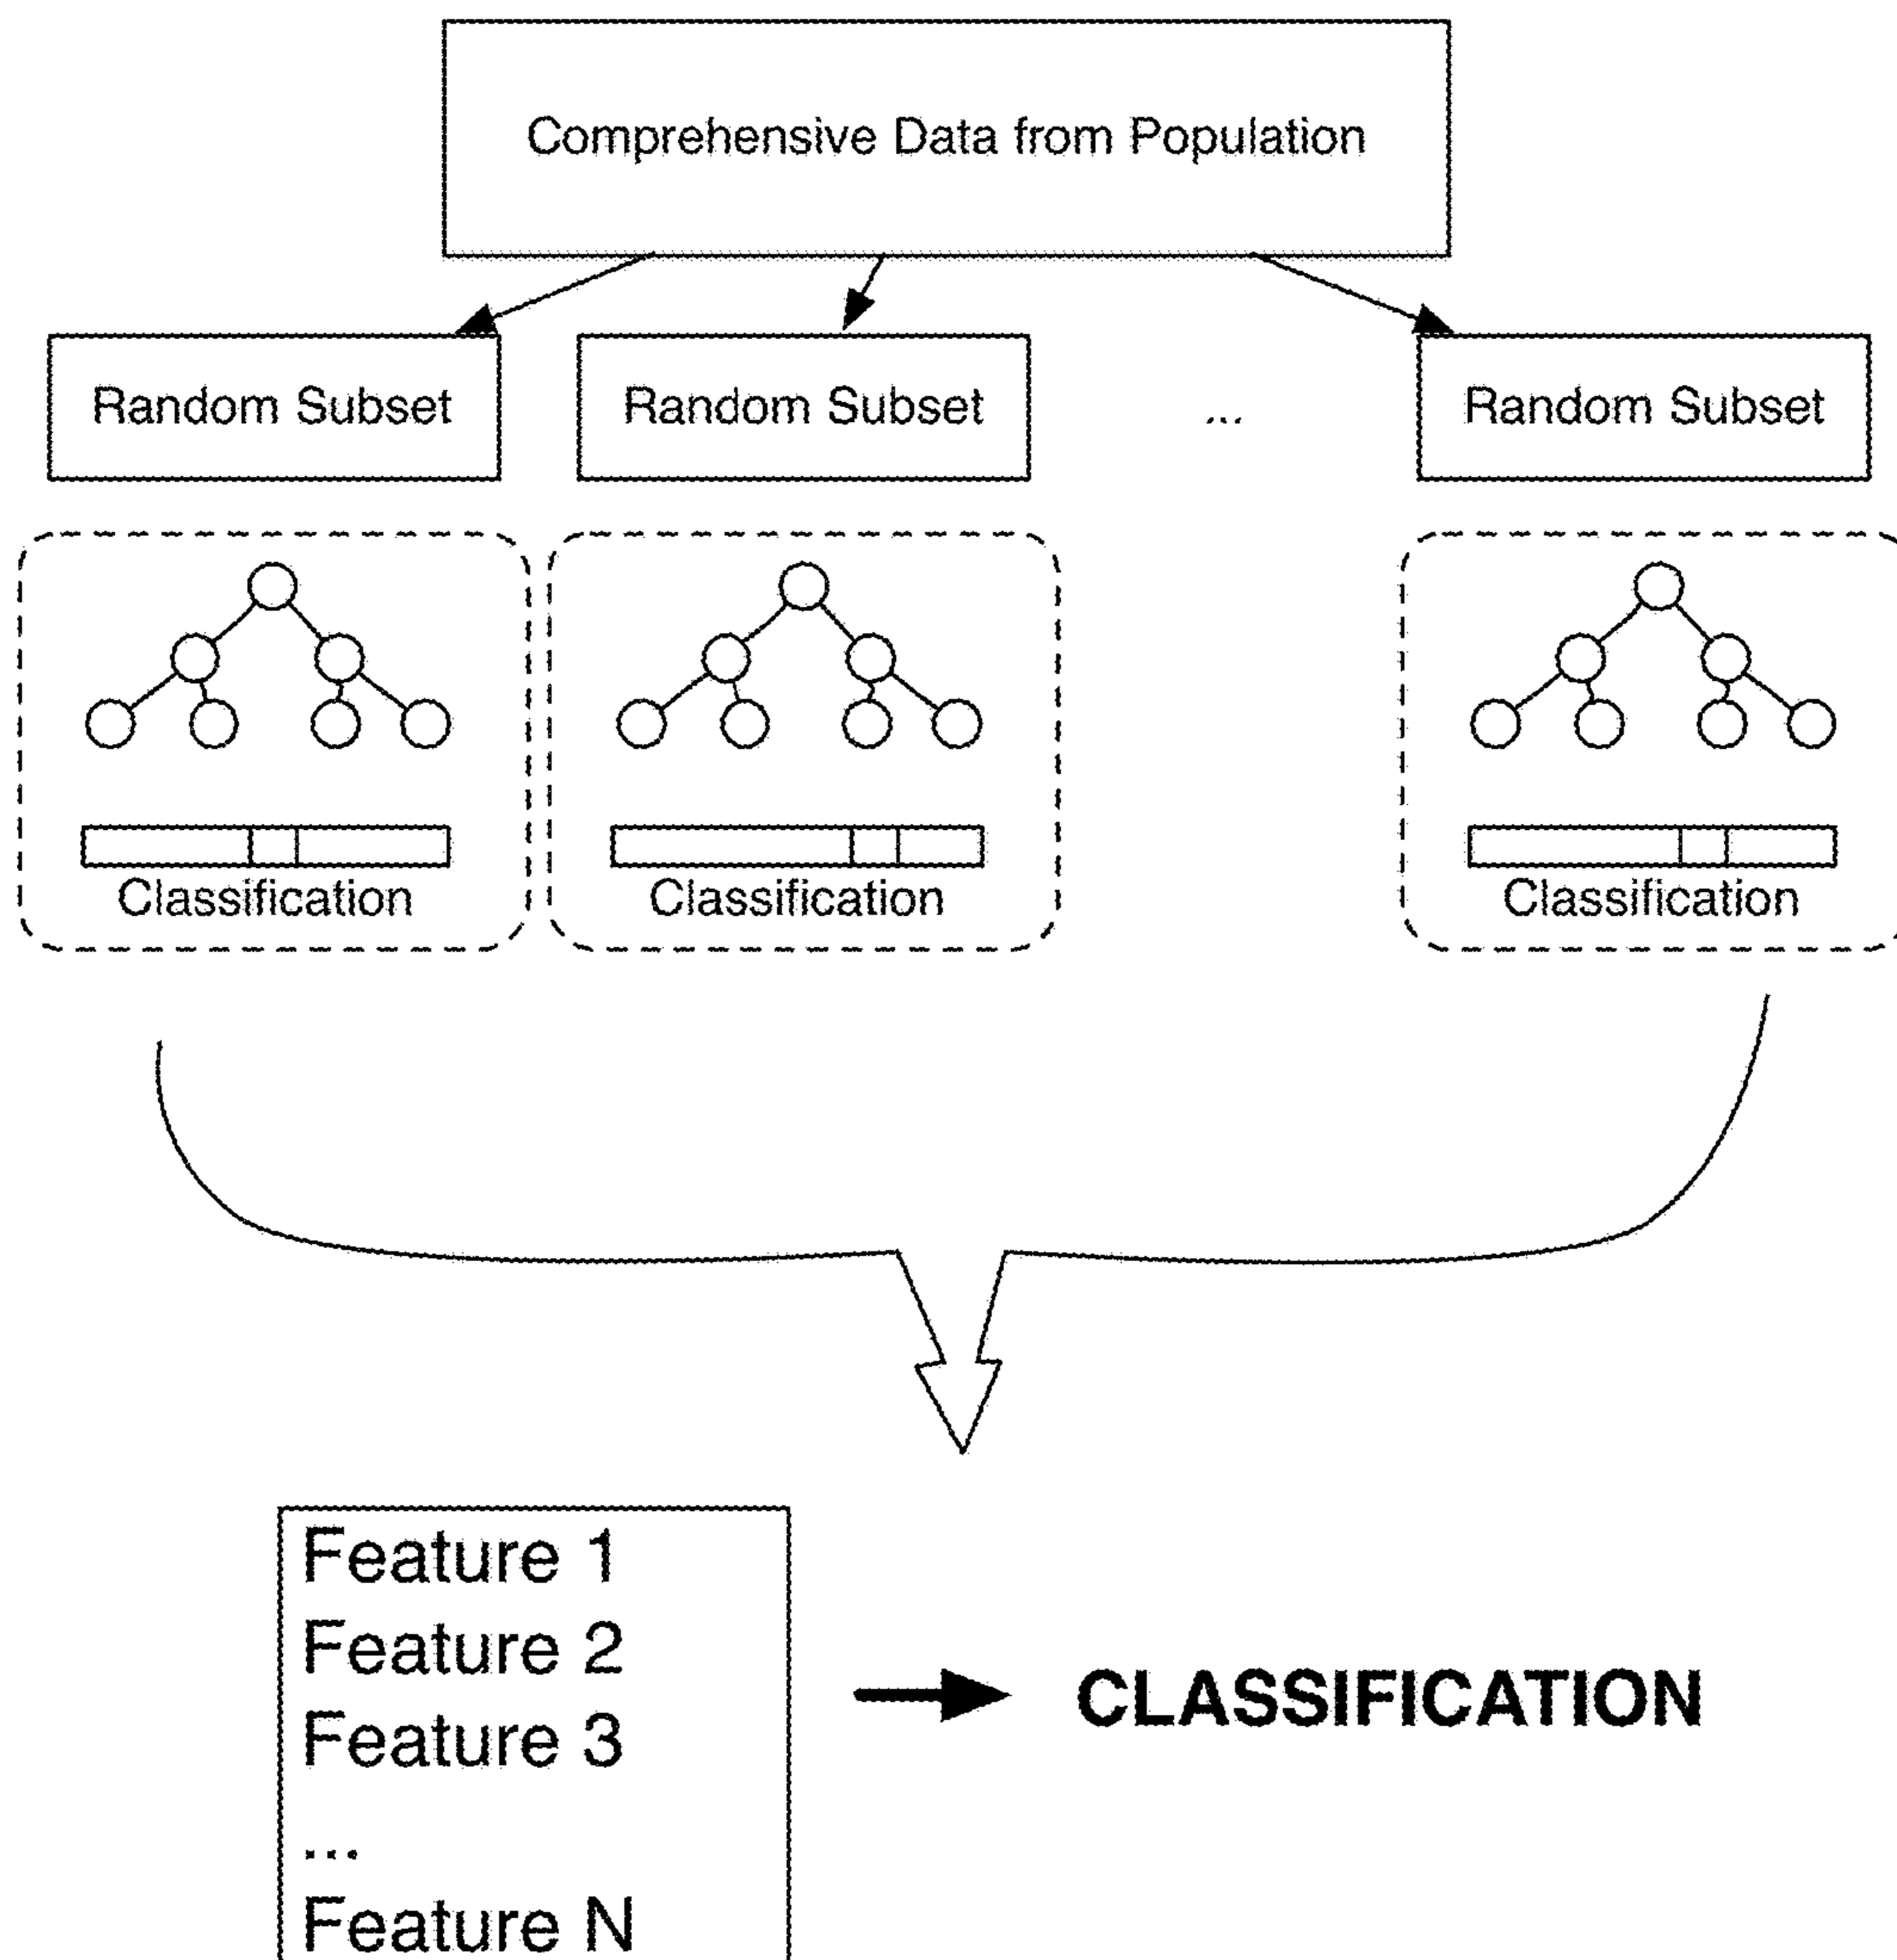 Comprehensive Data from Population
Random Subset
Random Subset
...
Random Subset
Classification
Classification
Classification
Feature 1
Feature 2
Feature 3
...
Feature N
CLASSIFICATION